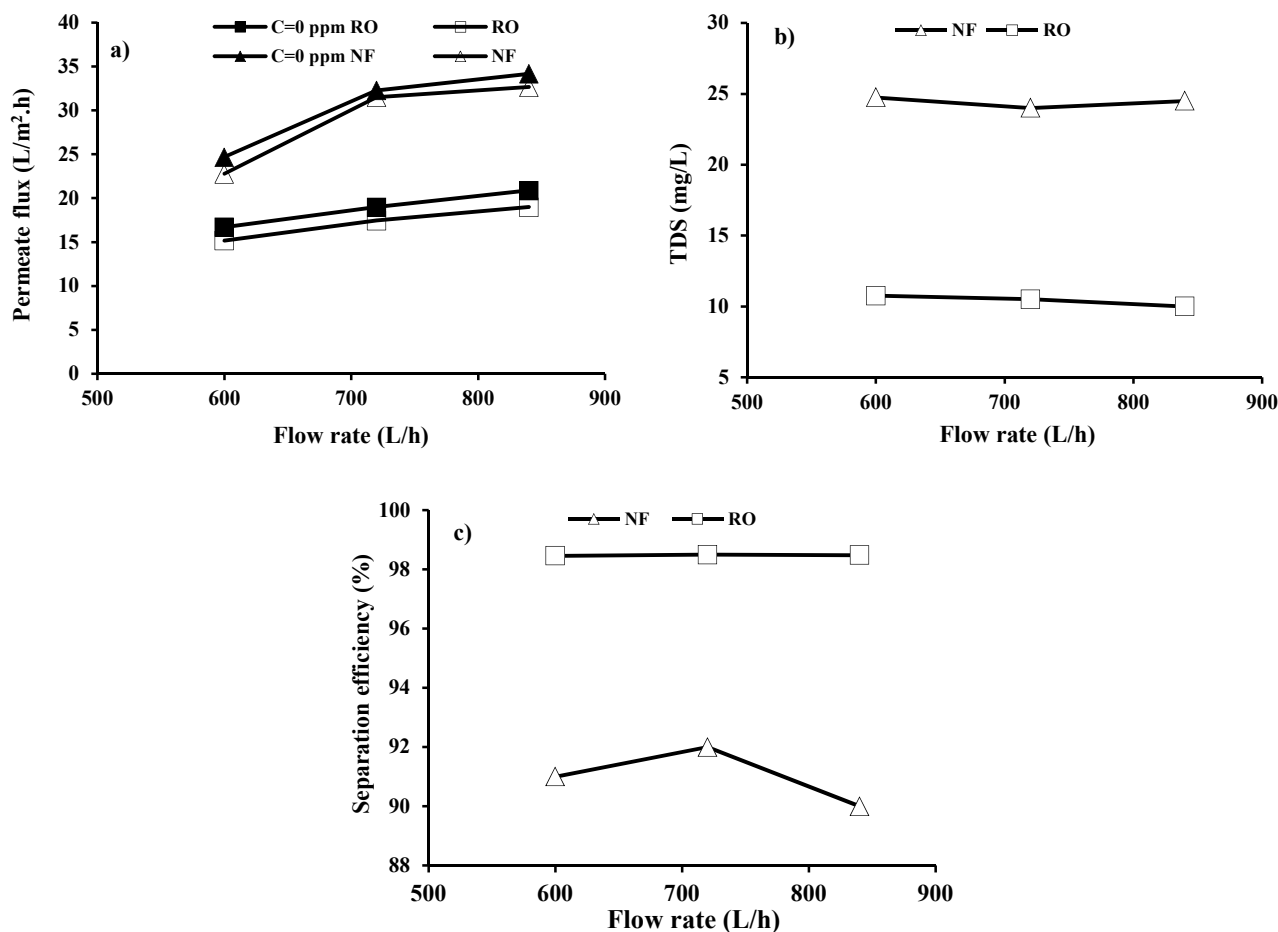 a)
C=0 ppm RO
RO
C=0 ppm NF
NF
Permeate flux (L/m².h)
40
35
30
25
20
15
10
5
0
500 600 700 800 900
Flow rate (L/h)
b)
NF RO
TDS (mg/L)
30
25
20
15
10
5
500 600 700 800 900
Flow rate (L/h)
c)
NF RO
Separation efficiency (%)
100
98
96
94
92
90
88
500 600 700 800 900
Flow rate (L/h)